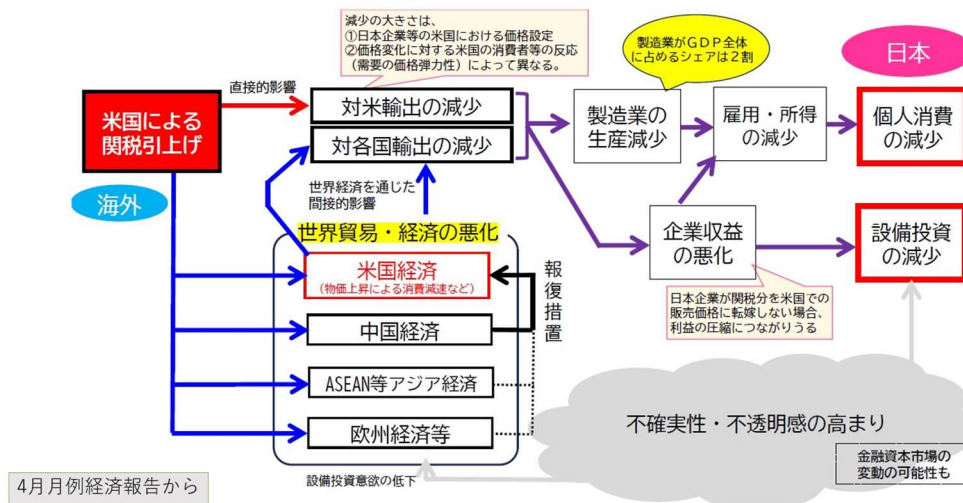 減少の大きさは、
①日本企業等の米国における価格設定
②価格変化に対する米国の消費者等の反応
（需要の価格弾力性）によって異なる。
製造業がＧＤＰ全体
に占めるシェアは２割
日本
直接的影響
米国による
関税引上げ
対米輸出の減少
対各国輸出の減少
製造業の
生産減少
雇用・所得
の減少
個人消費
の減少
海外
世界経済を通じた
間接的影響
世界貿易・経済の悪化
企業収益
の悪化
設備投資
の減少
米国経済
（物価上昇による消費減速など）
報復措置
日本企業が関税分を米国での
販売価格に転嫁しない場合、
利益の圧縮につながりうる
中国経済
ASEAN等アジア経済
欧州経済等
不確実性・不透明感の高まり
金融資本市場の
変動の可能性も
設備投資意欲の低下
4月月例経済報告から